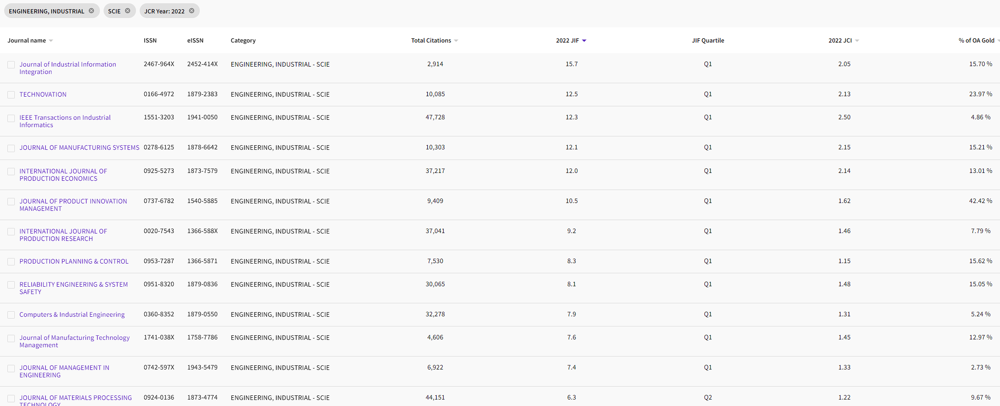 ENGINEERING, INDUSTRIAL SCIE JCR Year: 2022
Journal name ISSN eISSN Category Total Citations 2022 JIF JIF Quartile 2022 JCI % of OA Gold
Journal of Industrial Information 2467-964X 2452-414X ENGINEERING, INDUSTRIAL - SCIE 2,914 15.7 Q1 2.05 15.70 %
Integration
TECHNOVATION 0166-4972 1879-2383 ENGINEERING, INDUSTRIAL - SCIE 10,085 12.5 Q1 2.13 23.97 %
IEEE Transactions on Industrial 1551-3203 1941-0050 ENGINEERING, INDUSTRIAL - SCIE 47,728 12.3 Q1 2.50 4.86 %
Informatics
JOURNAL OF MANUFACTURING SYSTEMS 0278-6125 1878-6642 ENGINEERING, INDUSTRIAL - SCIE 10,303 12.1 Q1 2.15 15.21 %
INTERNATIONAL JOURNAL OF 0925-5273 1873-7579 ENGINEERING, INDUSTRIAL - SCIE 37,217 12.0 Q1 2.14 13.01 %
PRODUCTION ECONOMICS
JOURNAL OF PRODUCT INNOVATION 0737-6782 1540-5885 ENGINEERING, INDUSTRIAL - SCIE 9,409 10.5 Q1 1.62 42.42 %
MANAGEMENT
INTERNATIONAL JOURNAL OF 0020-7543 1366-588X ENGINEERING, INDUSTRIAL - SCIE 37,041 9.2 Q1 1.46 7.79 %
PRODUCTION RESEARCH
PRODUCTION PLANNING & CONTROL 0953-7287 1366-5871 ENGINEERING, INDUSTRIAL - SCIE 7,530 8.3 Q1 1.15 15.62 %
RELIABILITY ENGINEERING & SYSTEM 0951-8320 1879-0836 ENGINEERING, INDUSTRIAL - SCIE 30,065 8.1 Q1 1.48 15.05 %
SAFETY
Computers & Industrial Engineering 0360-8352 1879-0550 ENGINEERING, INDUSTRIAL - SCIE 32,278 7.9 Q1 1.31 5.24 %
Journal of Manufacturing Technology 1741-038X 1758-7786 ENGINEERING, INDUSTRIAL - SCIE 4,606 7.6 Q1 1.45 12.97 %
Management
JOURNAL OF MANAGEMENT IN 0742-597X 1943-5479 ENGINEERING, INDUSTRIAL - SCIE 6,922 7.4 Q1 1.33 2.73 %
ENGINEERING
JOURNAL OF MATERIALS PROCESSING 0924-0136 1873-4774 ENGINEERING, INDUSTRIAL - SCIE 44,151 6.3 Q2 1.22 9.67 %
TECHNOLOGY